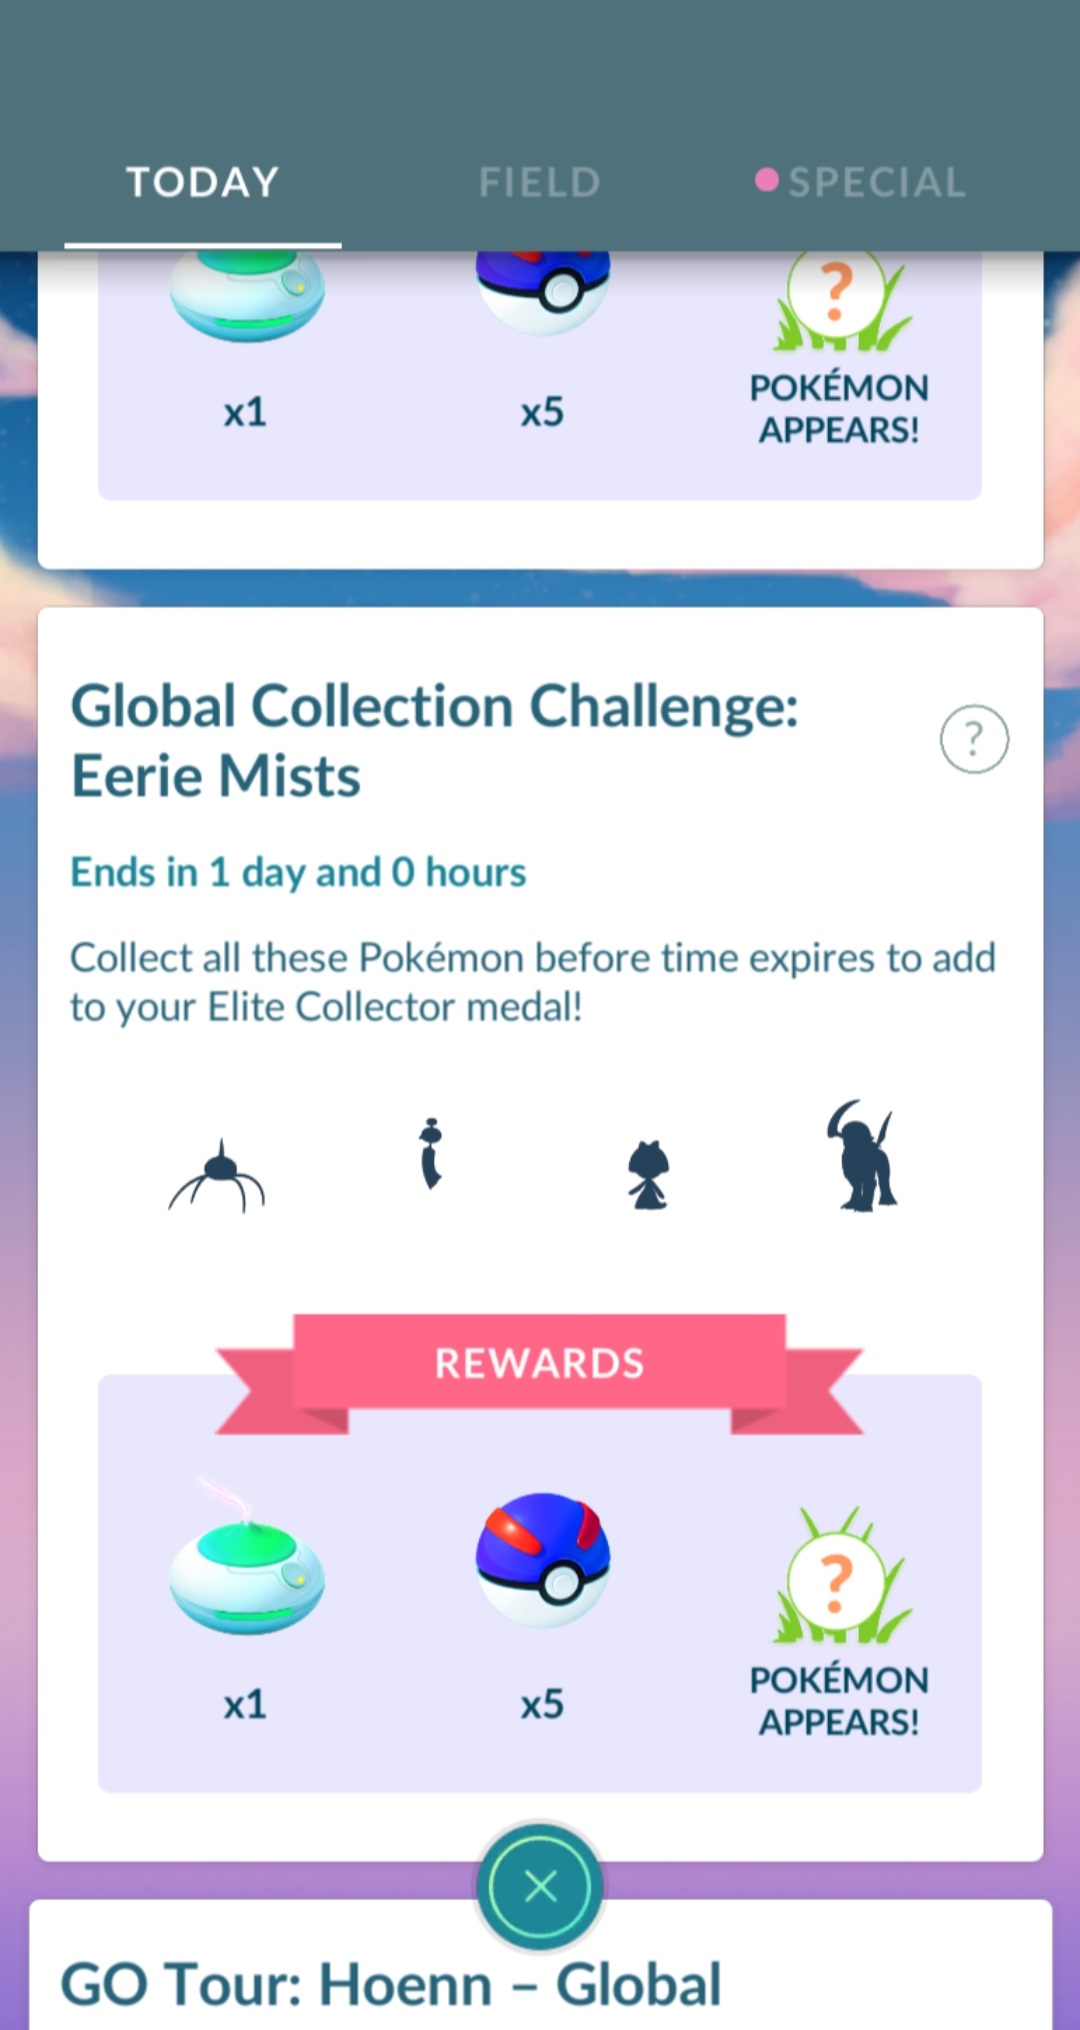 TODAY
FIELD
SPECIAL
x1
x5
?
POKÉMON
APPEARS!
Global Collection Challenge:
Eerie Mists
?
Ends in 1 day and 0 hours
Collect all these Pokémon before time expires to add
to your Elite Collector medal!
REWARDS
x1
x5
?
POKÉMON
APPEARS!
GO Tour: Hoenn – Global